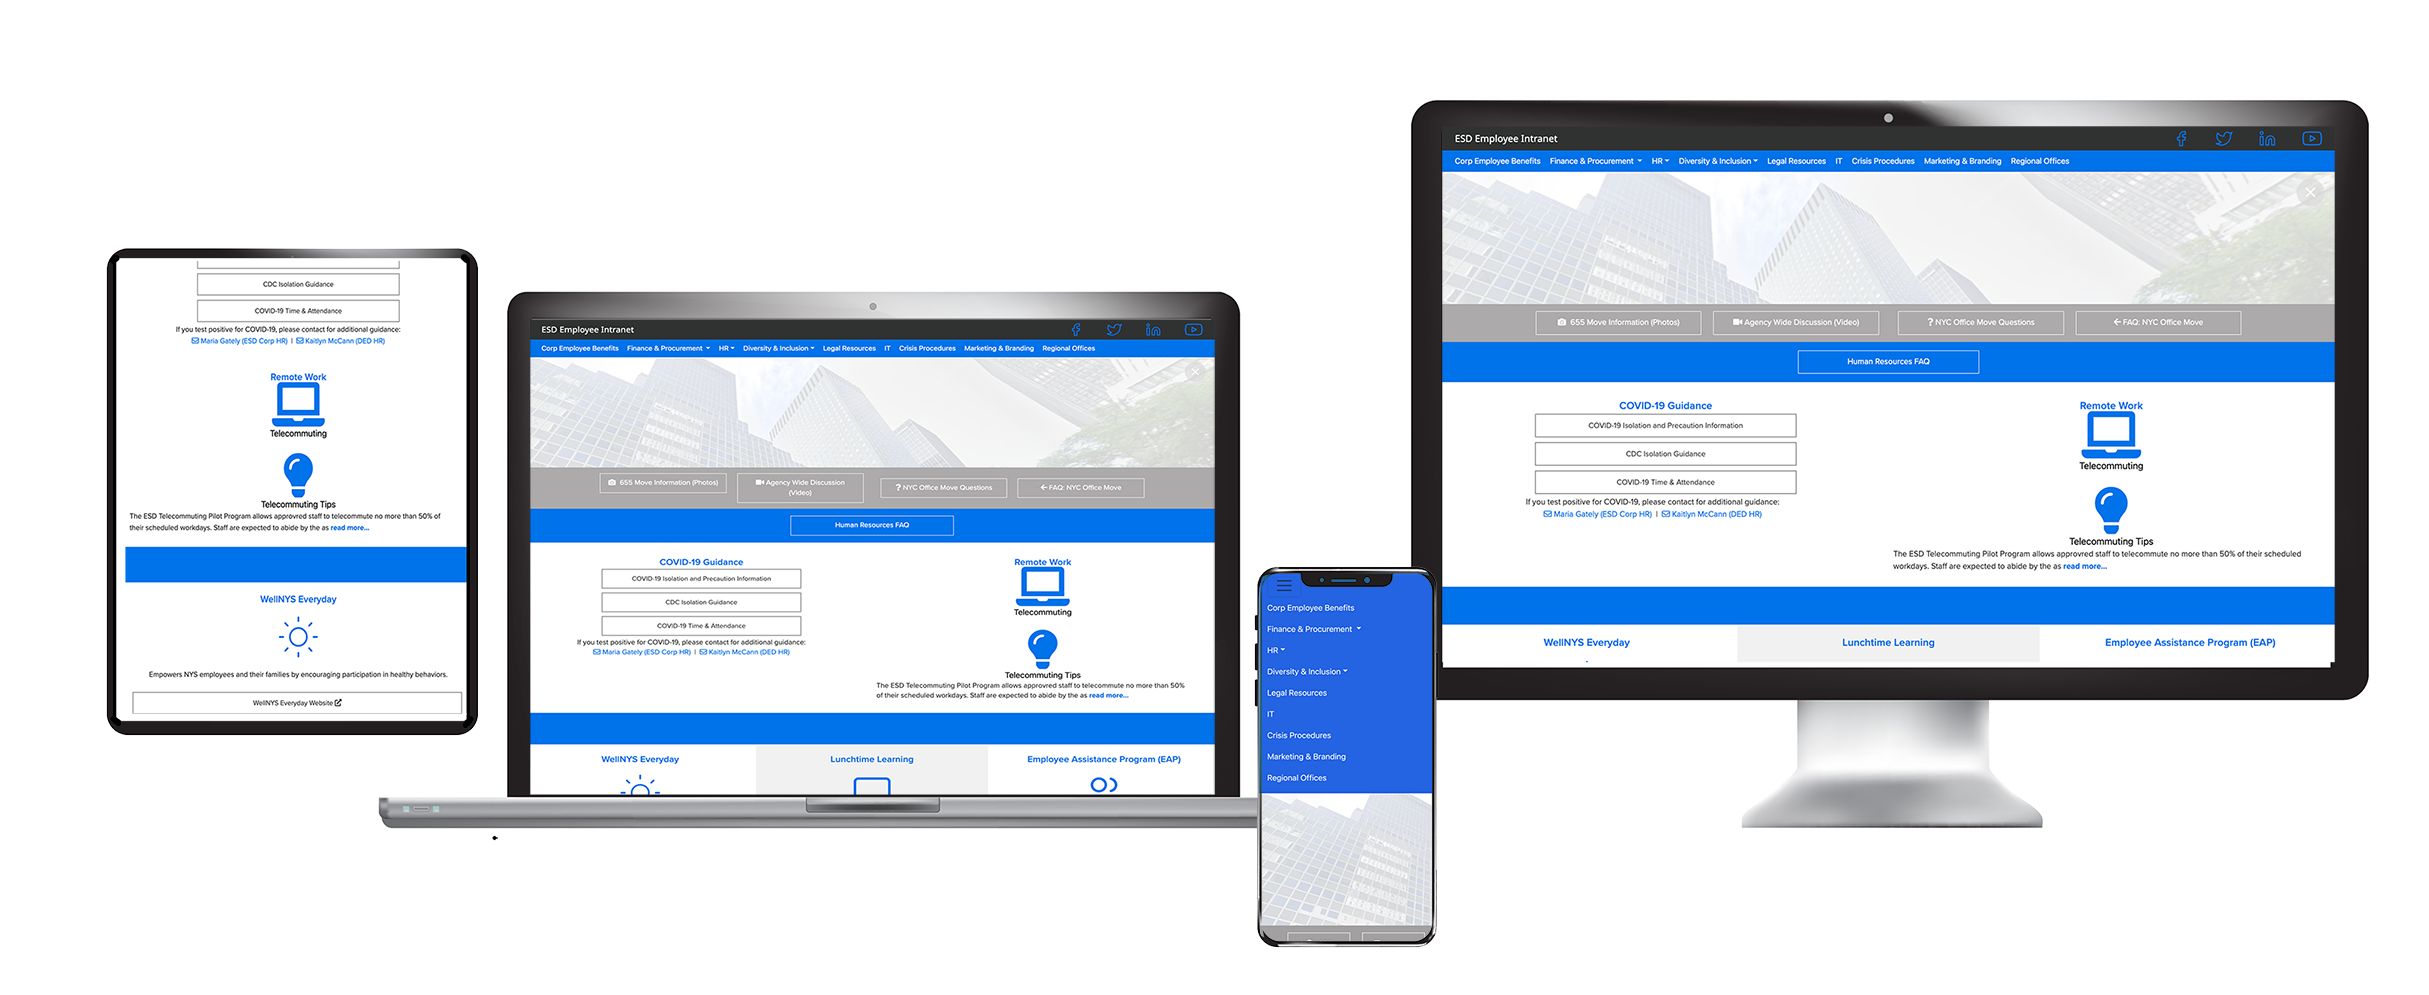 CDC Isolation Guidance
COVID-19 Time & Attendance
If you test positive for COVID-19, please contact for additional guidance:
Maria Gately (ESD Corp HR) | Kaitlyn McCann (DED HR)
Remote Work
Telecommuting
Telecommuting Tips
The ESD Telecommuting Pilot Program allows approvred staff to telecommute no more than 50% of
their scheduled workdays. Staff are expected to abide by the as read more...
WellNYS Everyday
Empowers NYS employees and their families by encouraging participation in healthy behaviors.
WellNYS Everyday Website
ESD Employee Intranet
Corp Employee Benefits Finance & Procurement HR Diversity & Inclusion Legal Resources IT Crisis Procedures Marketing & Branding Regional Offices
655 Move Information (Photos) Agency Wide Discussion (Video) ? NYC Office Move Questions FAQ: NYC Office Move
Human Resources FAQ
COVID-19 Guidance
COVID-19 Isolation and Precaution Information
CDC Isolation Guidance
COVID-19 Time & Attendance
If you test positive for COVID-19, please contact for additional guidance:
Maria Gately (ESD Corp HR) | Kaitlyn McCann (DED HR)
Remote Work
Telecommuting
Telecommuting Tips
The ESD Telecommuting Pilot Program allows approvred staff to telecommute no more than 50%
of their scheduled workdays. Staff are expected to abide by the as read more...
WellNYS Everyday Lunchtime Learning Employee Assistance Program (EAP)
Corp Employee Benefits
Finance & Procurement
HR
Diversity & Inclusion
Legal Resources
IT
Crisis Procedures
Marketing & Branding
Regional Offices
ESD Employee Intranet
Corp Employee Benefits Finance & Procurement HR Diversity & Inclusion Legal Resources IT Crisis Procedures Marketing & Branding Regional Offices
655 Move Information (Photos) Agency Wide Discussion (Video) ? NYC Office Move Questions FAQ: NYC Office Move
Human Resources FAQ
COVID-19 Guidance
COVID-19 Isolation and Precaution Information
CDC Isolation Guidance
COVID-19 Time & Attendance
If you test positive for COVID-19, please contact for additional guidance:
Maria Gately (ESD Corp HR) | Kaitlyn McCann (DED HR)
Remote Work
Telecommuting
Telecommuting Tips
The ESD Telecommuting Pilot Program allows approvred staff to telecommute no more than 50% of their scheduled
workdays. Staff are expected to abide by the as read more...
WellNYS Everyday Lunchtime Learning Employee Assistance Program (EAP)